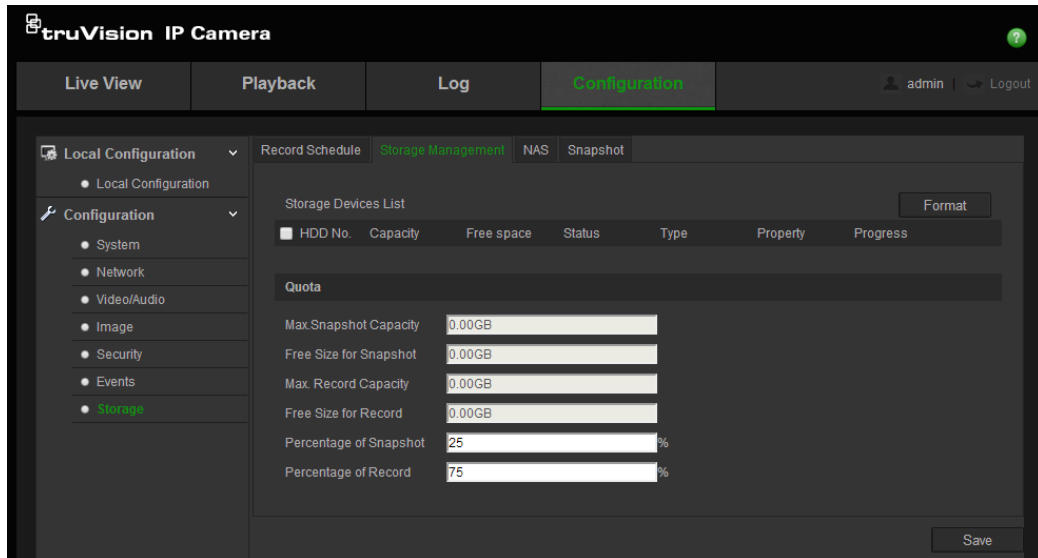 truVision IP Camera
?
Live View Playback Log Configuration admin | Logout
Local Configuration
Local Configuration
Configuration
System
Network
Video/Audio
Image
Security
Events
Storage
Record Schedule Storage Management NAS Snapshot
Storage Devices List Format
HDD No. Capacity Free space Status Type Property Progress
Quota
Max.Snapshot Capacity 0.00GB
Free Size for Snapshot 0.00GB
Max. Record Capacity 0.00GB
Free Size for Record 0.00GB
Percentage of Snapshot 25 %
Percentage of Record 75 %
Save